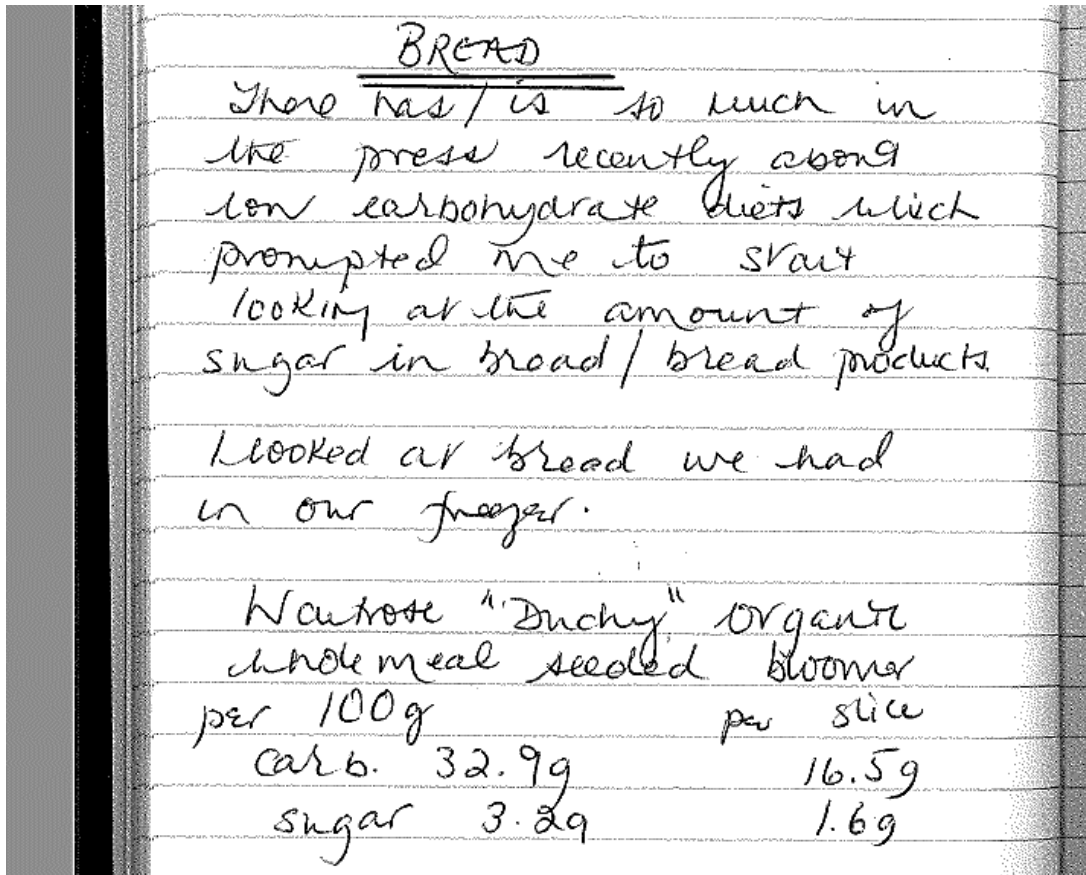 BREAD
There has / is so much in
the press recently about
low carbohydrate diets which
prompted me to start
looking at the amount of
sugar in bread / bread products.
I looked at bread we had
in our freezer.
Waitrose "Duchy" Organic
wholemeal seeded bloomer
per 100g per slice
carb. 32.9g 16.5g
sugar 3.2g 1.6g